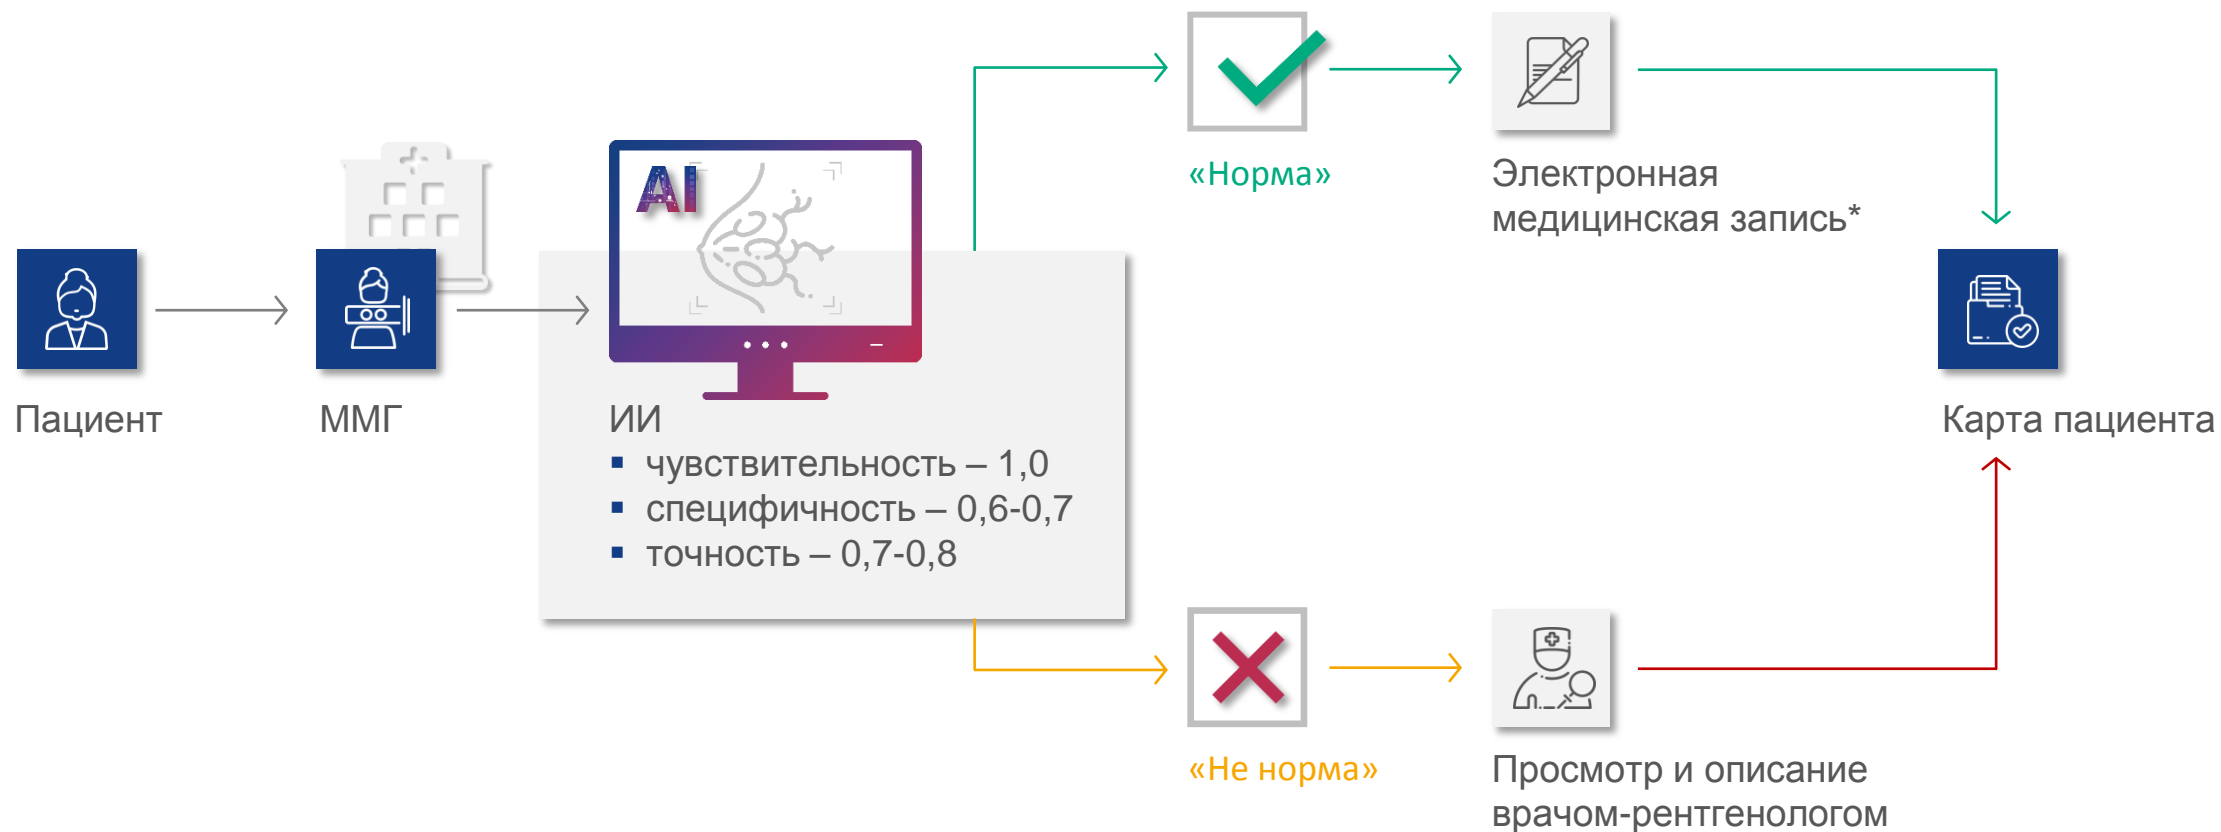 AI
«Норма»
Электронная
медицинская запись*
Пациент
ММГ
ИИ
▪ чувствительность – 1,0
▪ специфичность – 0,6-0,7
▪ точность – 0,7-0,8
Карта пациента
«Не норма»
Просмотр и описание
врачом-рентгенологом